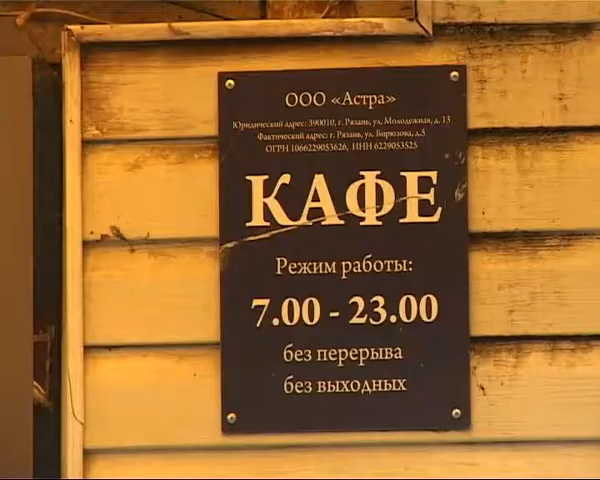 ООО «Астра»
Юридический адрес: 390010, г. Рязань, ул. Молодежная, д. 13
Фактический адрес: г. Рязань, ул. Бирюзова, д.5
ОГРН 1066229053626, ИНН 6229053525
КАФЕ
Режим работы:
7.00 - 23.00
без перерыва
без выходных